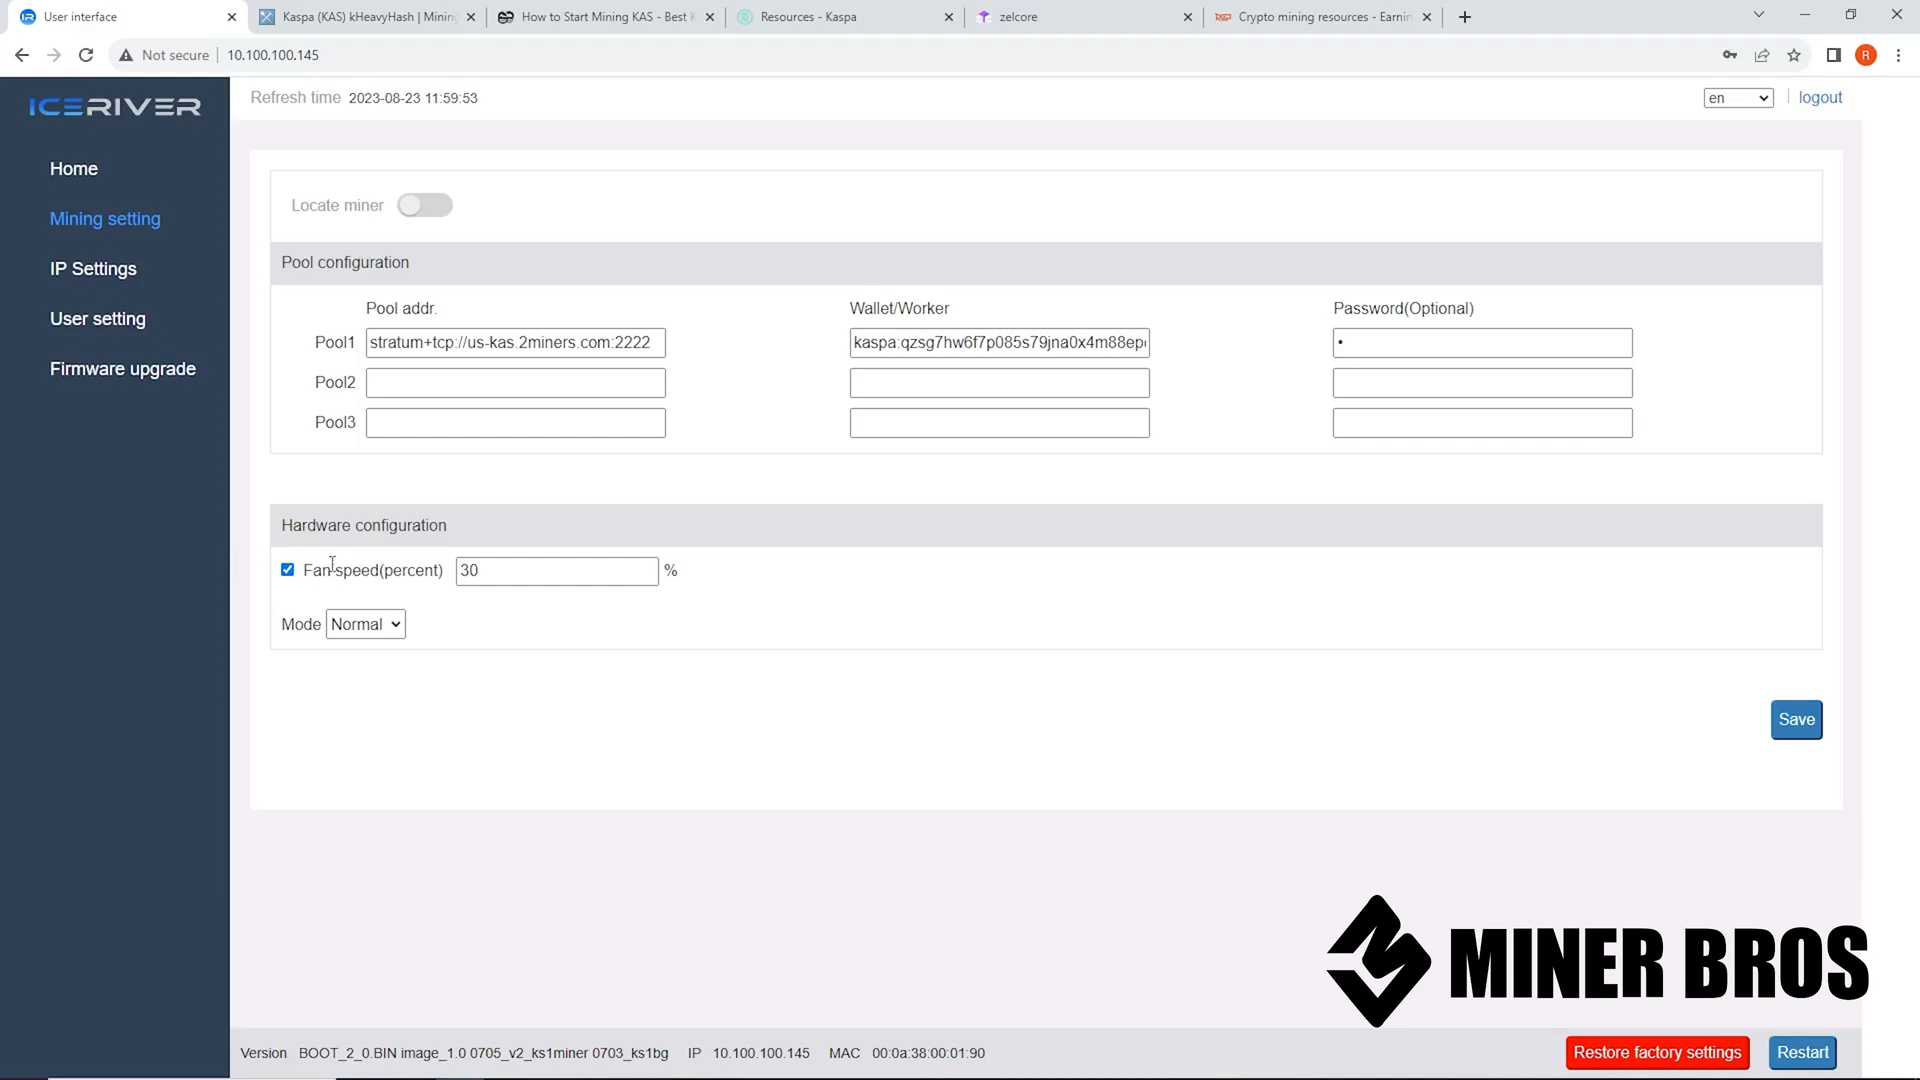 User interface
Kaspa (KAS) kHeavyHash | Mining
How to Start Mining KAS - Best K
Resources - Kaspa
zelcore
Crypto mining resources - Earnin
Not secure
10.100.100.145
R
ICERIVER
Refresh time 2023-08-23 11:59:53
en
logout
Home
Mining setting
IP Settings
User setting
Firmware upgrade
Locate miner
Pool configuration
Pool addr.
Wallet/Worker
Password(Optional)
Pool1
stratum+tcp://us-kas.2miners.com:2222
kaspa:qzsg7hw6f7p085s79jna0x4m88ep
•
Pool2
Pool3
Hardware configuration
Fan speed(percent)
30
%
Mode
Normal
Save
MINER BROS
Version BOOT_2_0.BIN image_1.0 0705_v2_ks1miner 0703_ks1bg IP 10.100.100.145 MAC 00:0a:38:00:01:90
Restore factory settings
Restart